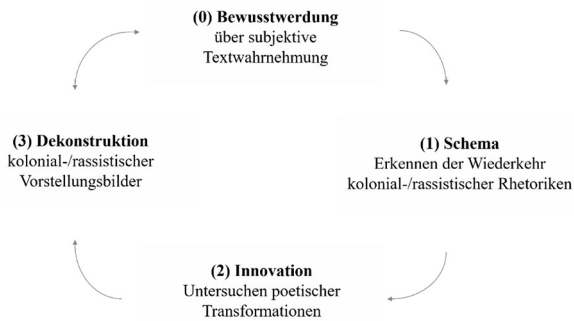 (0) Bewusstwerdung
über subjektive
Textwahrnehmung
(1) Schema
Erkennen der Wiederkehr
kolonial-/rassistischer Rhetoriken
(2) Innovation
Untersuchen poetischer
Transformationen
(3) Dekonstruktion
kolonial-/rassistischer
Vorstellungsbilder